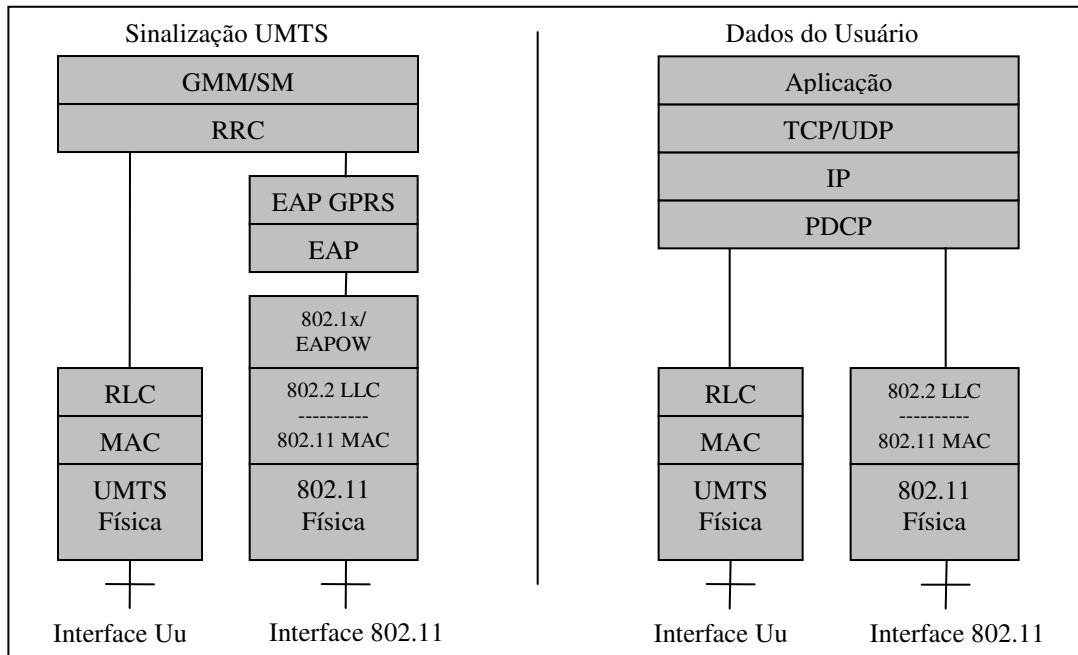 Sinalização UMTS
GMM/SM
RRC
EAP GPRS
EAP
802.1x/
EAPOW
RLC
MAC
UMTS
Física
802.2 LLC
----------
802.11 MAC
802.11
Física
Interface Uu
Interface 802.11
Dados do Usuário
Aplicação
TCP/UDP
IP
PDCP
RLC
MAC
UMTS
Física
802.2 LLC
----------
802.11 MAC
802.11
Física
Interface Uu
Interface 802.11